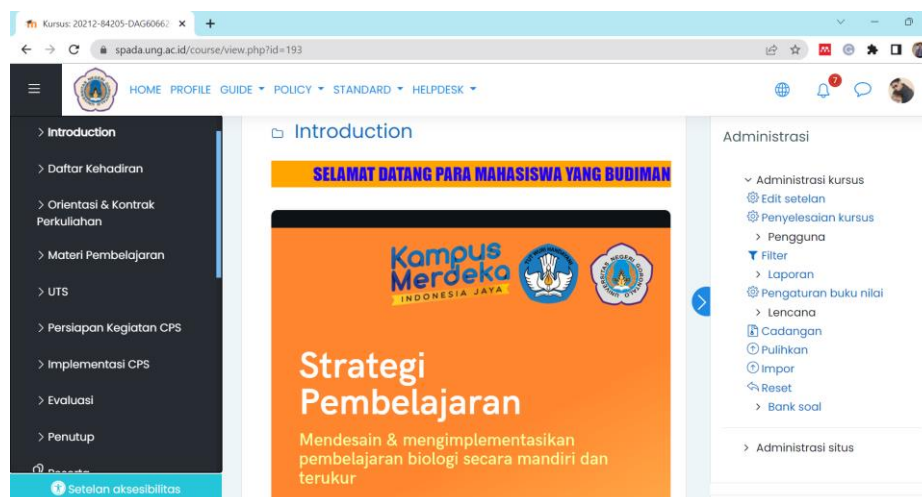 Kursus: 20212-84205-DAG6066
spada.ung.ac.id/course/view.php?id=193
HOME PROFILE GUIDE POLICY STANDARD HELPDESK
7
Introduction
Daftar Kehadiran
Orientasi & Kontrak
Perkuliahan
Materi Pembelajaran
UTS
Persiapan Kegiatan CPS
Implementasi CPS
Evaluasi
Penutup
Setelan aksesibilitas
Introduction
SELAMAT DATANG PARA MAHASISWA YANG BUDIMAN
Kampus
Merdeka
INDONESIA JAYA
Strategi
Pembelajaran
Mendesain & mengimplementasikan
pembelajaran biologi secara mandiri dan
terukur
Administrasi
Administrasi kursus
Edit setelan
Penyelesaian kursus
Pengguna
Filter
Laporan
Pengaturan buku nilai
Lencana
Cadangan
Pulihkan
Impor
Reset
Bank soal
Administrasi situs